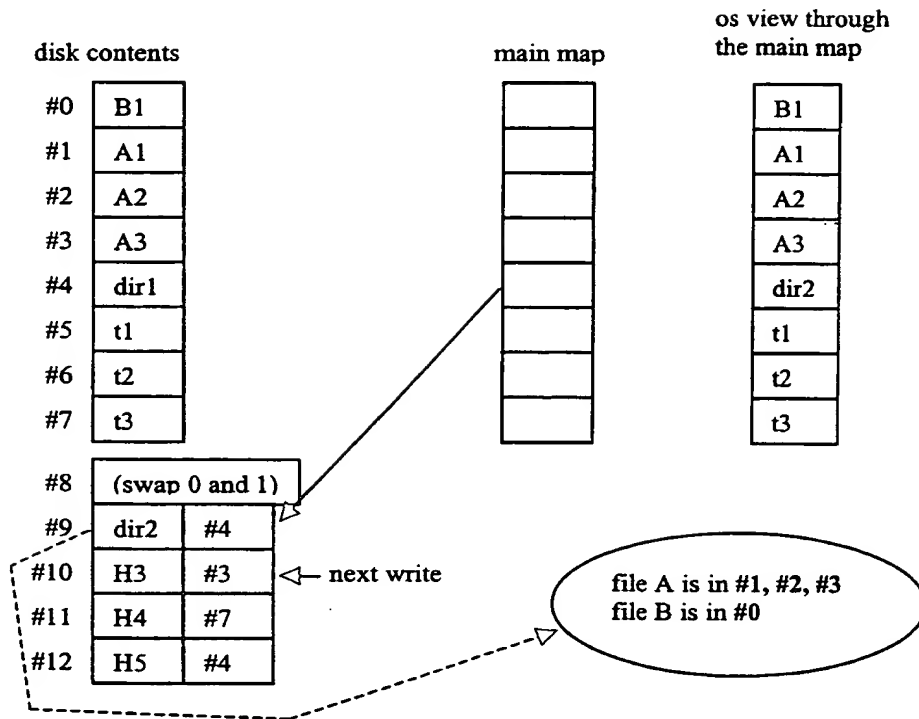 os view through
the main map
disk contents
main map
#0 B1 B1
#1 A1 A1
#2 A2 A2
#3 A3 A3
#4 dir1 dir2
#5 t1 t1
#6 t2 t2
#7 t3 t3
#8 (swap 0 and 1)
#9 dir2 #4
#10 H3 #3 next write
#11 H4 #7
#12 H5 #4
file A is in #1, #2, #3
file B is in #0